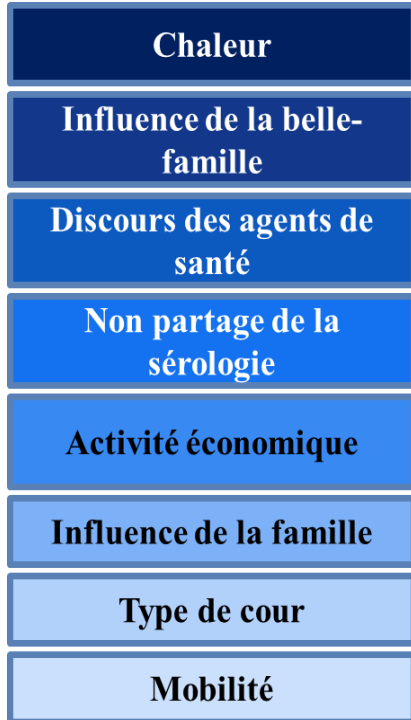 Chaleur
Influence de la belle-
famille
Discours des agents de
santé
Non partage de la
sérologie
Activité économique
Influence de la famille
Type de cour
Mobilité